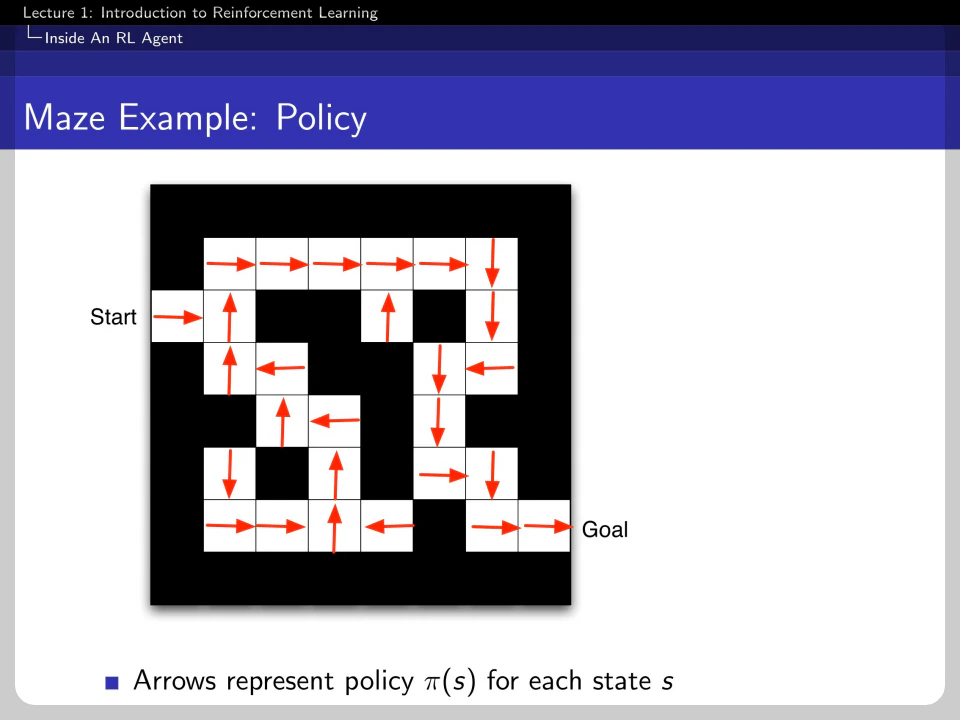 Lecture 1: Introduction to Reinforcement Learning
Inside An RL Agent
Maze Example: Policy
Start
Goal
Arrows represent policy π(s) for each state s